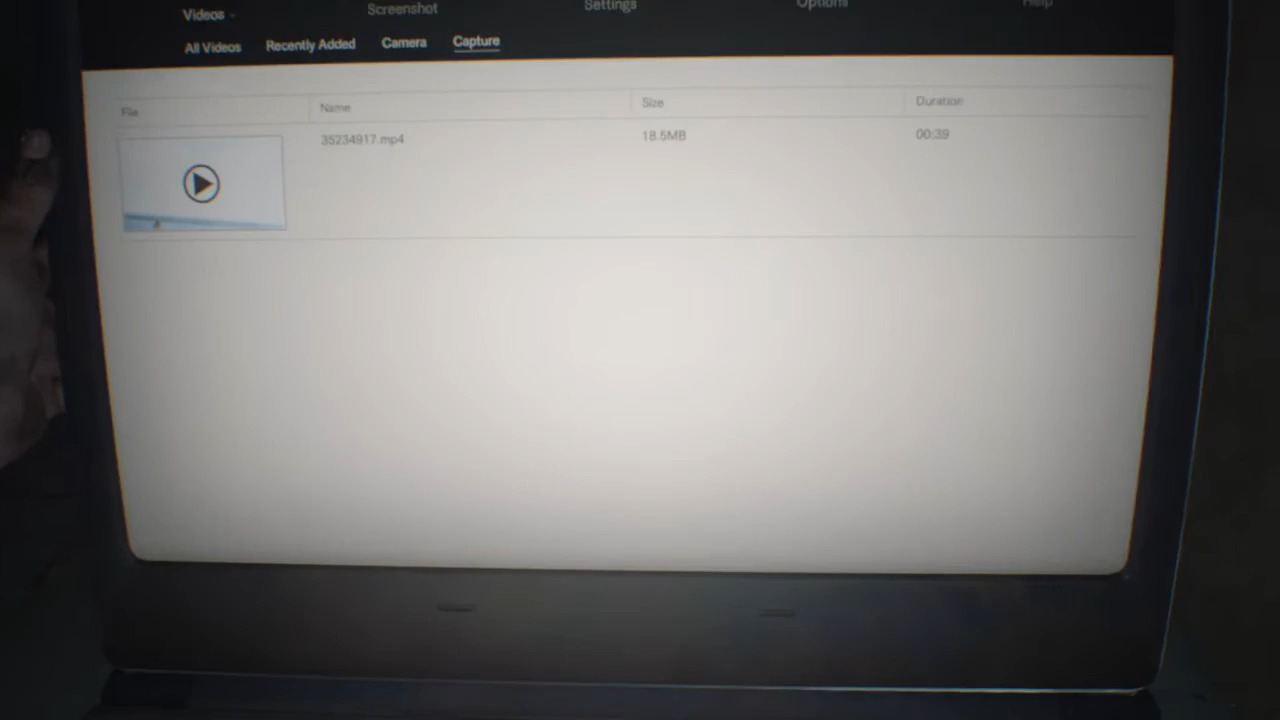 Videos Screenshot Settings Options Help
All Videos Recently Added Camera Capture
File Name Size Duration
35234917.mp4 18.5MB 00:39